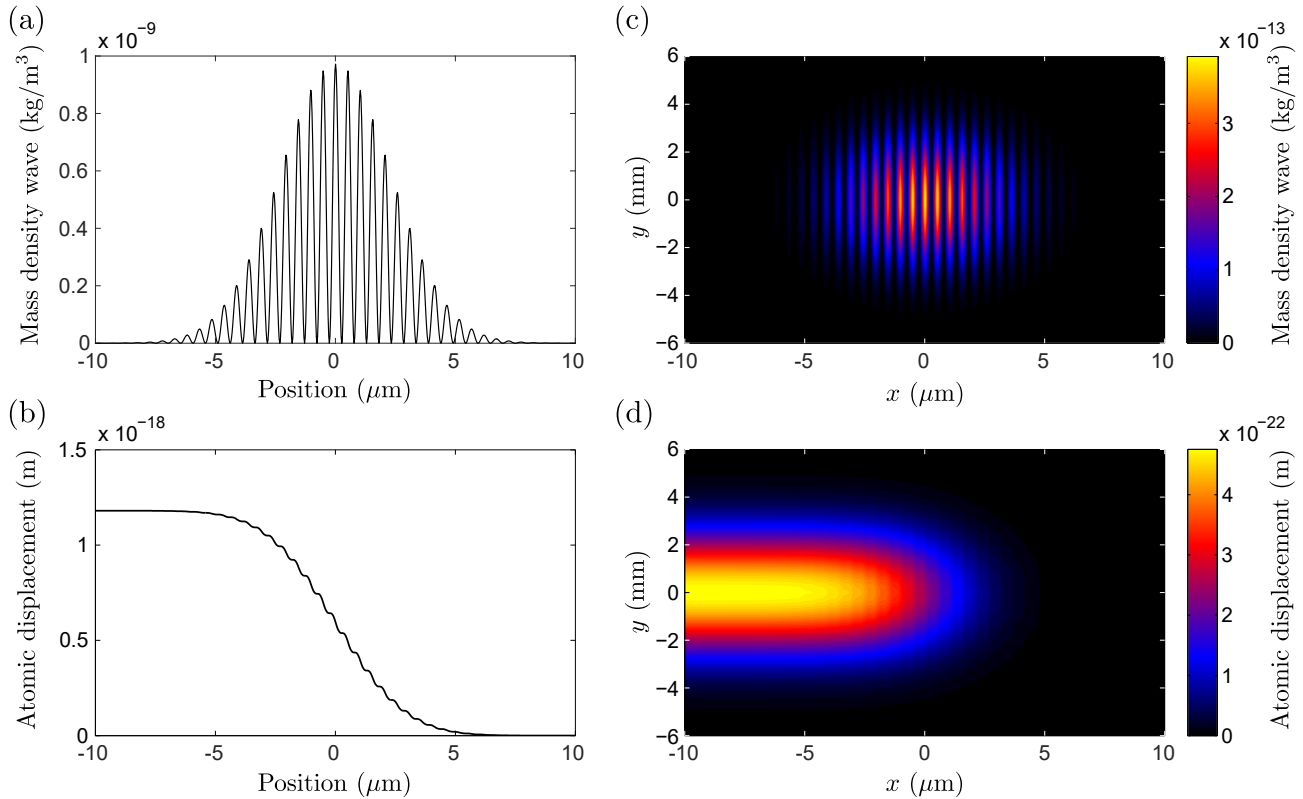 (a)
x 10⁻⁹
Mass density wave (kg/m³)
1
0.8
0.6
0.4
0.2
0
-10
-5
0
5
10
Position (μm)
(c)
x 10⁻¹³
y (mm)
6
4
2
0
−2
−4
−6
-10
-5
0
5
10
x (μm)
3
2
1
0
Mass density wave (kg/m³)
(b)
x 10⁻¹⁸
Atomic displacement (m)
1.5
1
0.5
0
-10
-5
0
5
10
Position (μm)
(d)
x 10⁻²²
y (mm)
6
4
2
0
−2
−4
−6
-10
-5
0
5
10
x (μm)
4
3
2
1
0
Atomic displacement (m)